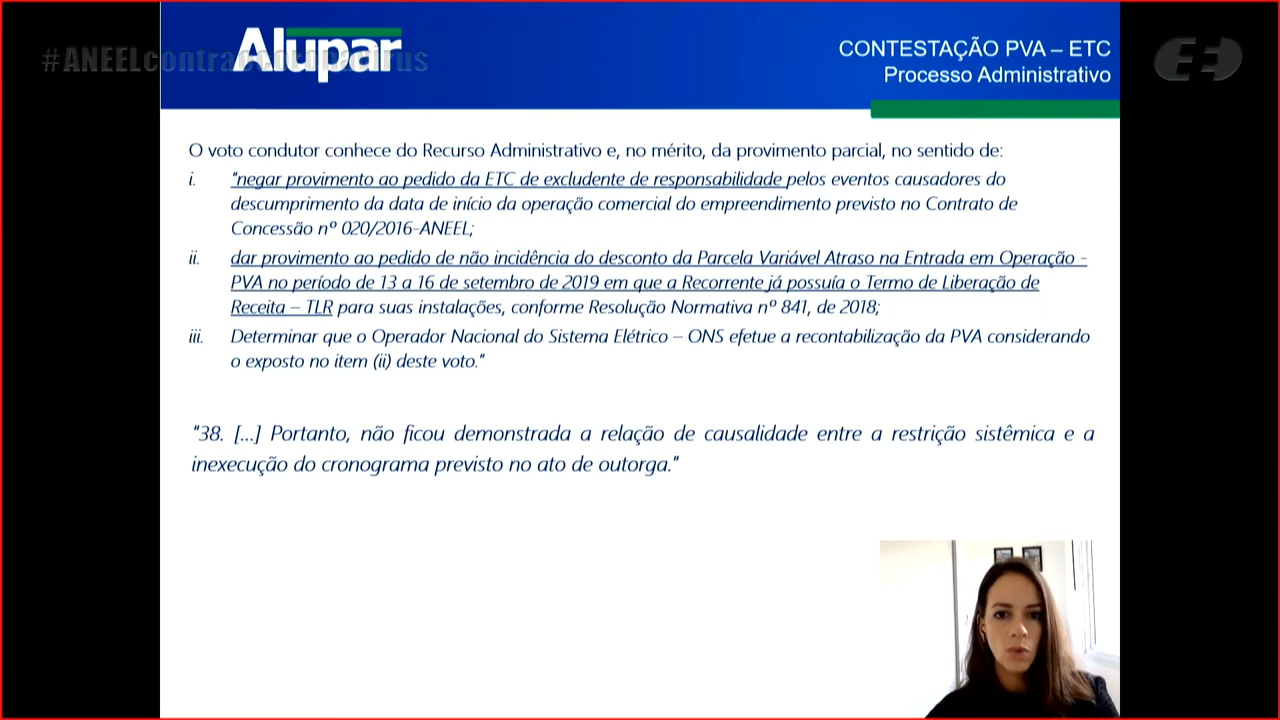 #ANEELcontraocoronavírus
Alupar
CONTESTAÇÃO PVA – ETC
Processo Administrativo
O voto condutor conhece do Recurso Administrativo e, no mérito, da provimento parcial, no sentido de:
i. "negar provimento ao pedido da ETC de excludente de responsabilidade pelos eventos causadores do
descumprimento da data de início da operação comercial do empreendimento previsto no Contrato de
Concessão nº 020/2016-ANEEL;
ii. dar provimento ao pedido de não incidência do desconto da Parcela Variável Atraso na Entrada em Operação -
PVA no período de 13 a 16 de setembro de 2019 em que a Recorrente já possuía o Termo de Liberação de
Receita – TLR para suas instalações, conforme Resolução Normativa nº 841, de 2018;
iii. Determinar que o Operador Nacional do Sistema Elétrico – ONS efetue a recontabilização da PVA considerando
o exposto no item (ii) deste voto."
"38. [...] Portanto, não ficou demonstrada a relação de causalidade entre a restrição sistêmica e a
inexecução do cronograma previsto no ato de outorga."